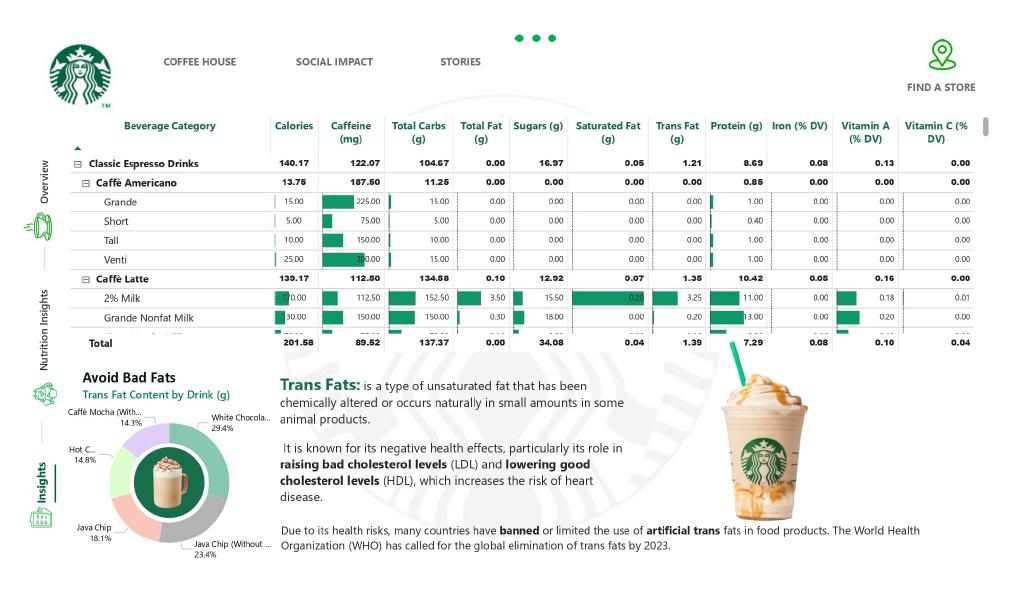 COFFEE HOUSE SOCIAL IMPACT STORIES
FIND A STORE
TM
Overview
Nutrition Insights
Insights
Beverage Category Calories Caffeine (mg) Total Carbs (g) Total Fat (g) Sugars (g) Saturated Fat (g) Trans Fat (g) Protein (g) Iron (% DV) Vitamin A (% DV) Vitamin C (% DV)
Classic Espresso Drinks 140.17 122.07 104.67 0.00 16.97 0.05 1.21 8.69 0.08 0.13 0.00
Caffè Americano 13.75 187.50 11.25 0.00 0.00 0.00 0.00 0.85 0.00 0.00 0.00
Grande 15.00 225.00 15.00 0.00 0.00 0.00 0.00 1.00 0.00 0.00 0.00
Short 5.00 75.00 5.00 0.00 0.00 0.00 0.00 0.40 0.00 0.00 0.00
Tall 10.00 150.00 10.00 0.00 0.00 0.00 0.00 1.00 0.00 0.00 0.00
Venti 25.00 300.00 15.00 0.00 0.00 0.00 0.00 1.00 0.00 0.00 0.00
Caffè Latte 139.17 112.50 134.58 0.10 12.92 0.07 1.35 10.42 0.05 0.16 0.00
2% Milk 170.00 112.50 152.50 3.50 15.50 0.20 3.25 11.00 0.00 0.18 0.01
Grande Nonfat Milk 130.00 150.00 150.00 0.30 18.00 0.00 0.20 13.00 0.00 0.20 0.00
Total 201.58 89.52 137.37 0.00 34.08 0.04 1.39 7.29 0.08 0.10 0.04
Avoid Bad Fats
Trans Fat Content by Drink (g)
Caffè Mocha (With...
14.3%
White Chocola...
29.4%
Hot C...
14.8%
Java Chip
18.1%
Java Chip (Without ...
23.4%
Trans Fats: is a type of unsaturated fat that has been
chemically altered or occurs naturally in small amounts in some
animal products.
It is known for its negative health effects, particularly its role in
raising bad cholesterol levels (LDL) and lowering good
cholesterol levels (HDL), which increases the risk of heart
disease.
Due to its health risks, many countries have banned or limited the use of artificial trans fats in food products. The World Health
Organization (WHO) has called for the global elimination of trans fats by 2023.